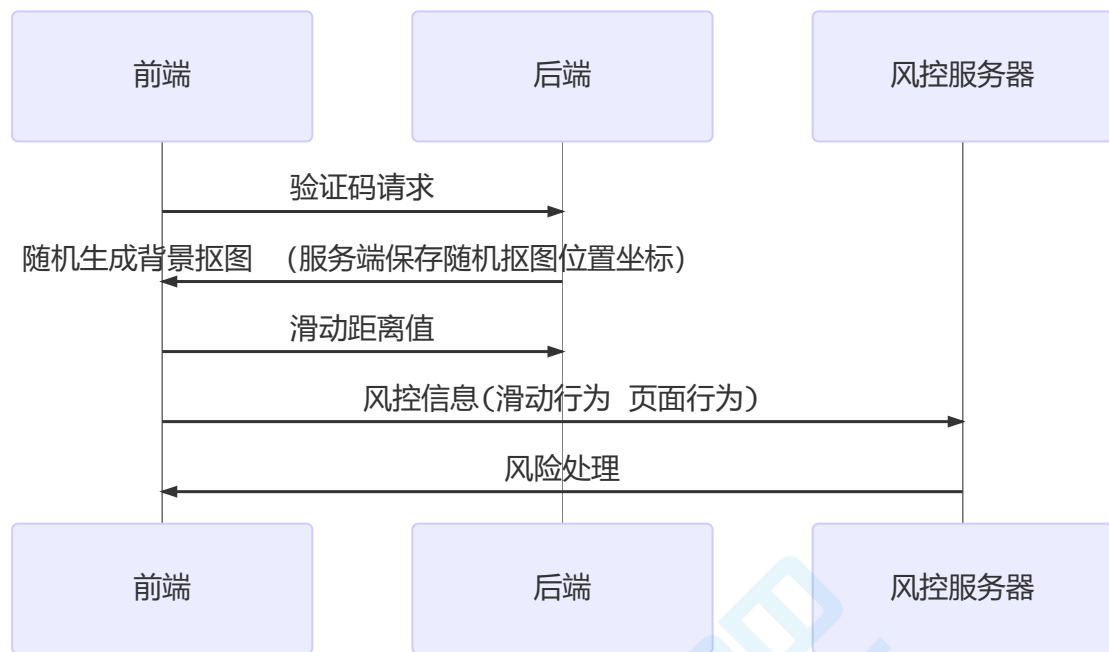 前端 后端 风控服务器
验证码请求
随机生成背景抠图 （服务端保存随机抠图位置坐标）
滑动距离值
风控信息(滑动行为 页面行为)
风险处理
前端 后端 风控服务器